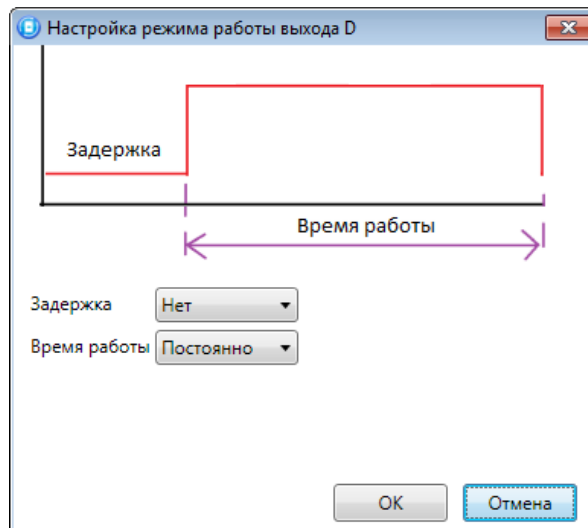 Настройка режима работы выхода D
Задержка
Время работы
Задержка Нет
Время работы Постоянно
OK Отмена